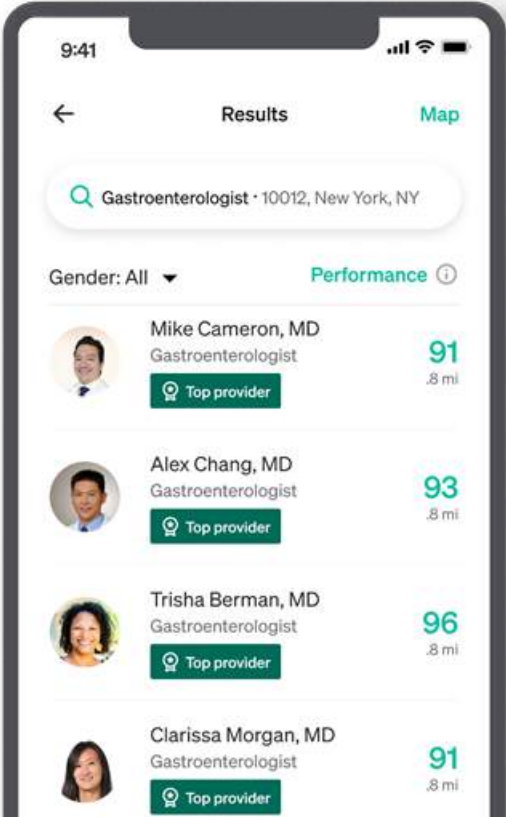 9:41
Results
Map
Gastroenterologist · 10012, New York, NY
Gender: All
Performance
Mike Cameron, MD
Gastroenterologist
91
Top provider
.8 mi
Alex Chang, MD
Gastroenterologist
93
Top provider
.8 mi
Trisha Berman, MD
Gastroenterologist
96
Top provider
.8 mi
Clarissa Morgan, MD
Gastroenterologist
91
Top provider
.8 mi